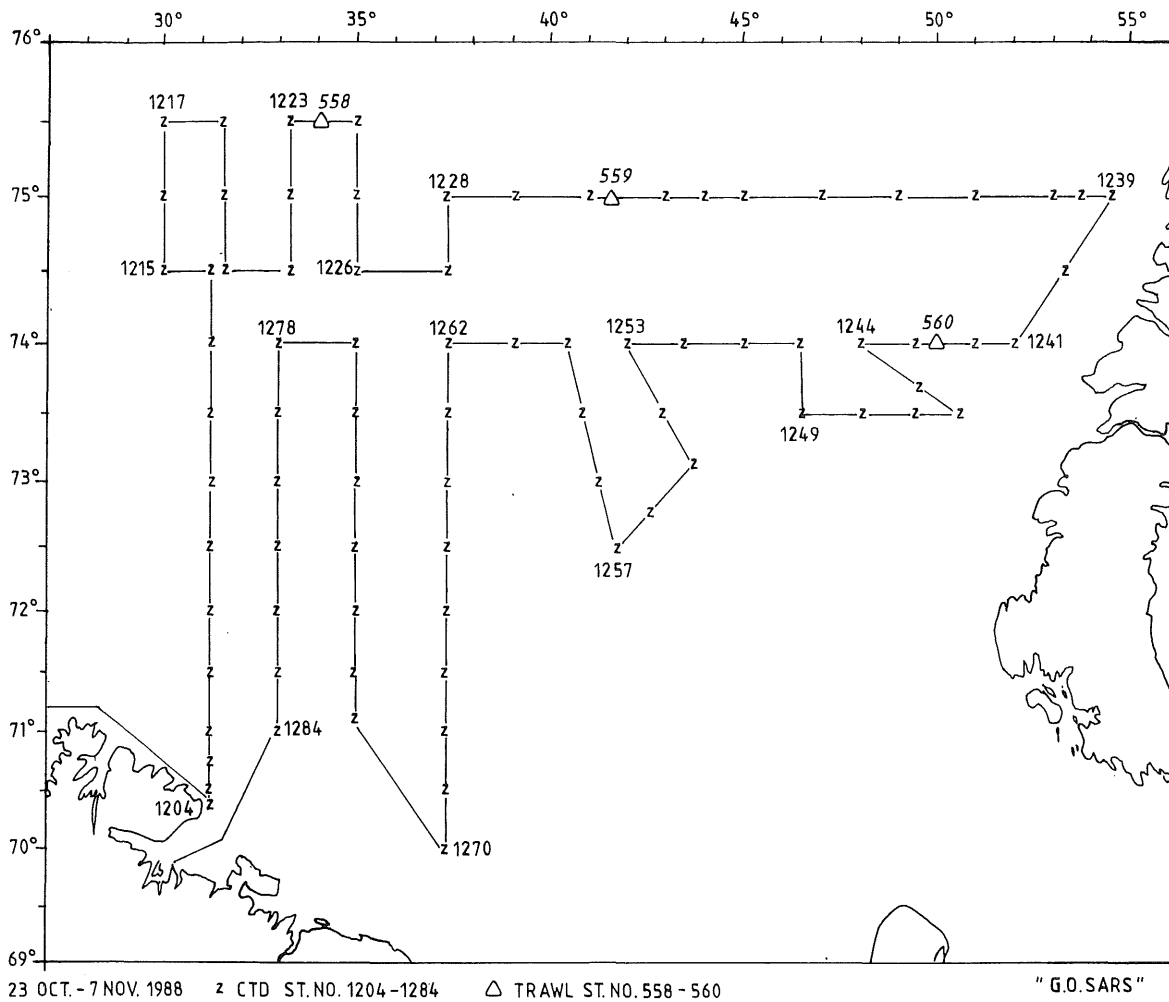 30° 35° 40° 45° 50° 55°
76°
1217 1223 558
75° 1228 559 1239
1215 1226
74° 1278 1262 1253 1244 560 1241
1249
73°
1257
72°
71° 1284
1204
70° 1270
69°
23 OCT. - 7 NOV. 1988 z CTD ST. NO. 1204 - 1284 △ TRAWL ST. NO. 558 - 560 "G.O. SARS"